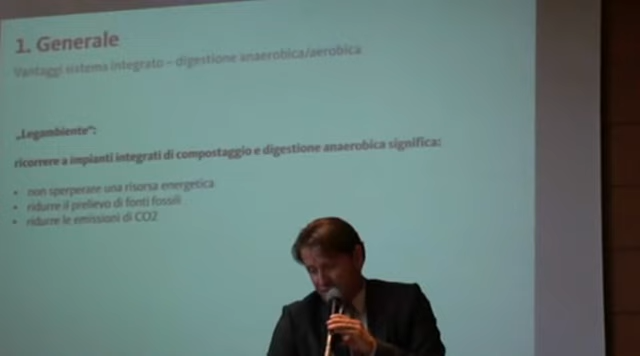 1. Generale
Vantaggi sistema integrato – digestione anaerobica/aerobica
„Legambiente“:
ricorrere a impianti integrati di compostaggio e digestione anaerobica significa:
• non sperperare una risorsa energetica
• ridurre il prelievo di fonti fossili
• ridurre le emissioni di CO2